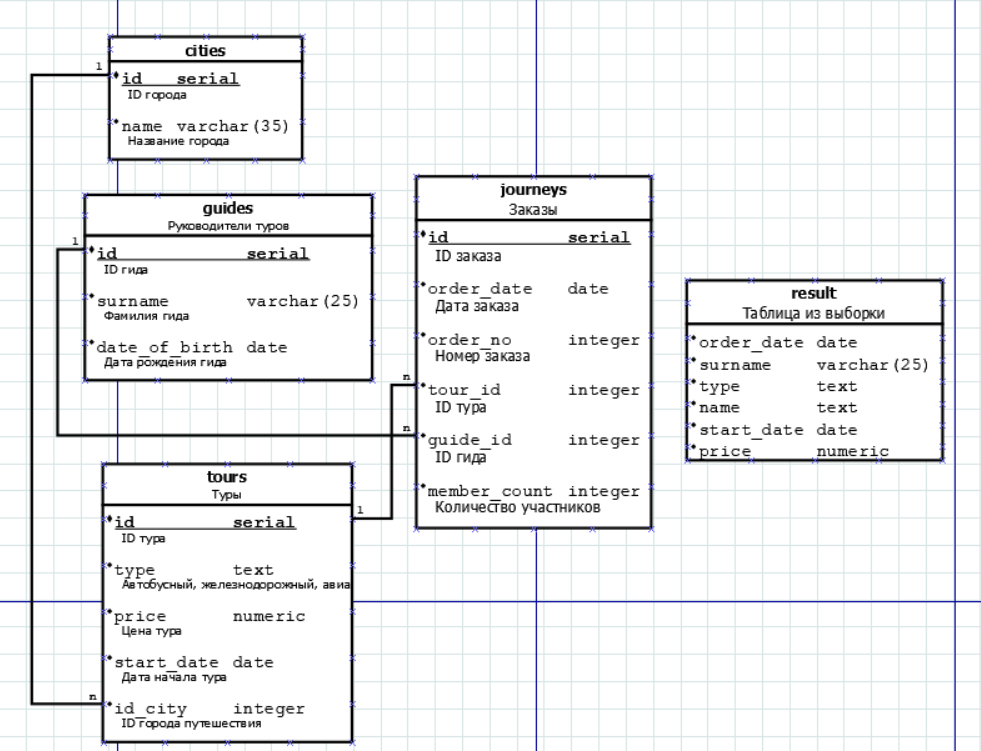 cities
1
id serial
ID города
name varchar(35)
Название города
guides
Руководители туров
1
id serial
ID гида
surname varchar(25)
Фамилия гида
date_of_birth date
Дата рождения гида
tours
Туры
1
id serial
ID тура
type text
Автобусный, железнодорожный, авиа
price numeric
Цена тура
start_date date
Дата начала тура
n
id_city integer
ID города путешествия
journeys
Заказы
id serial
ID заказа
order_date date
Дата заказа
order_no integer
Номер заказа
n
tour_id integer
ID тура
n
guide_id integer
ID гида
member_count integer
Количество участников
result
Таблица из выборки
order_date date
surname varchar(25)
type text
name text
start_date date
price numeric